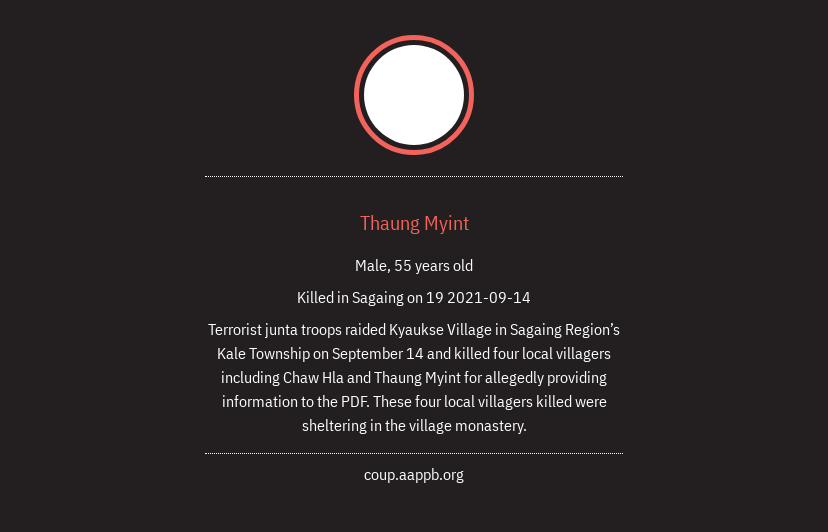 Thaung Myint
Male, 55 years old
Killed in Sagaing on 19 2021-09-14
Terrorist junta troops raided Kyaukse Village in Sagaing Region’s
Kale Township on September 14 and killed four local villagers
including Chaw Hla and Thaung Myint for allegedly providing
information to the PDF. These four local villagers killed were
sheltering in the village monastery.
coup.aappb.org